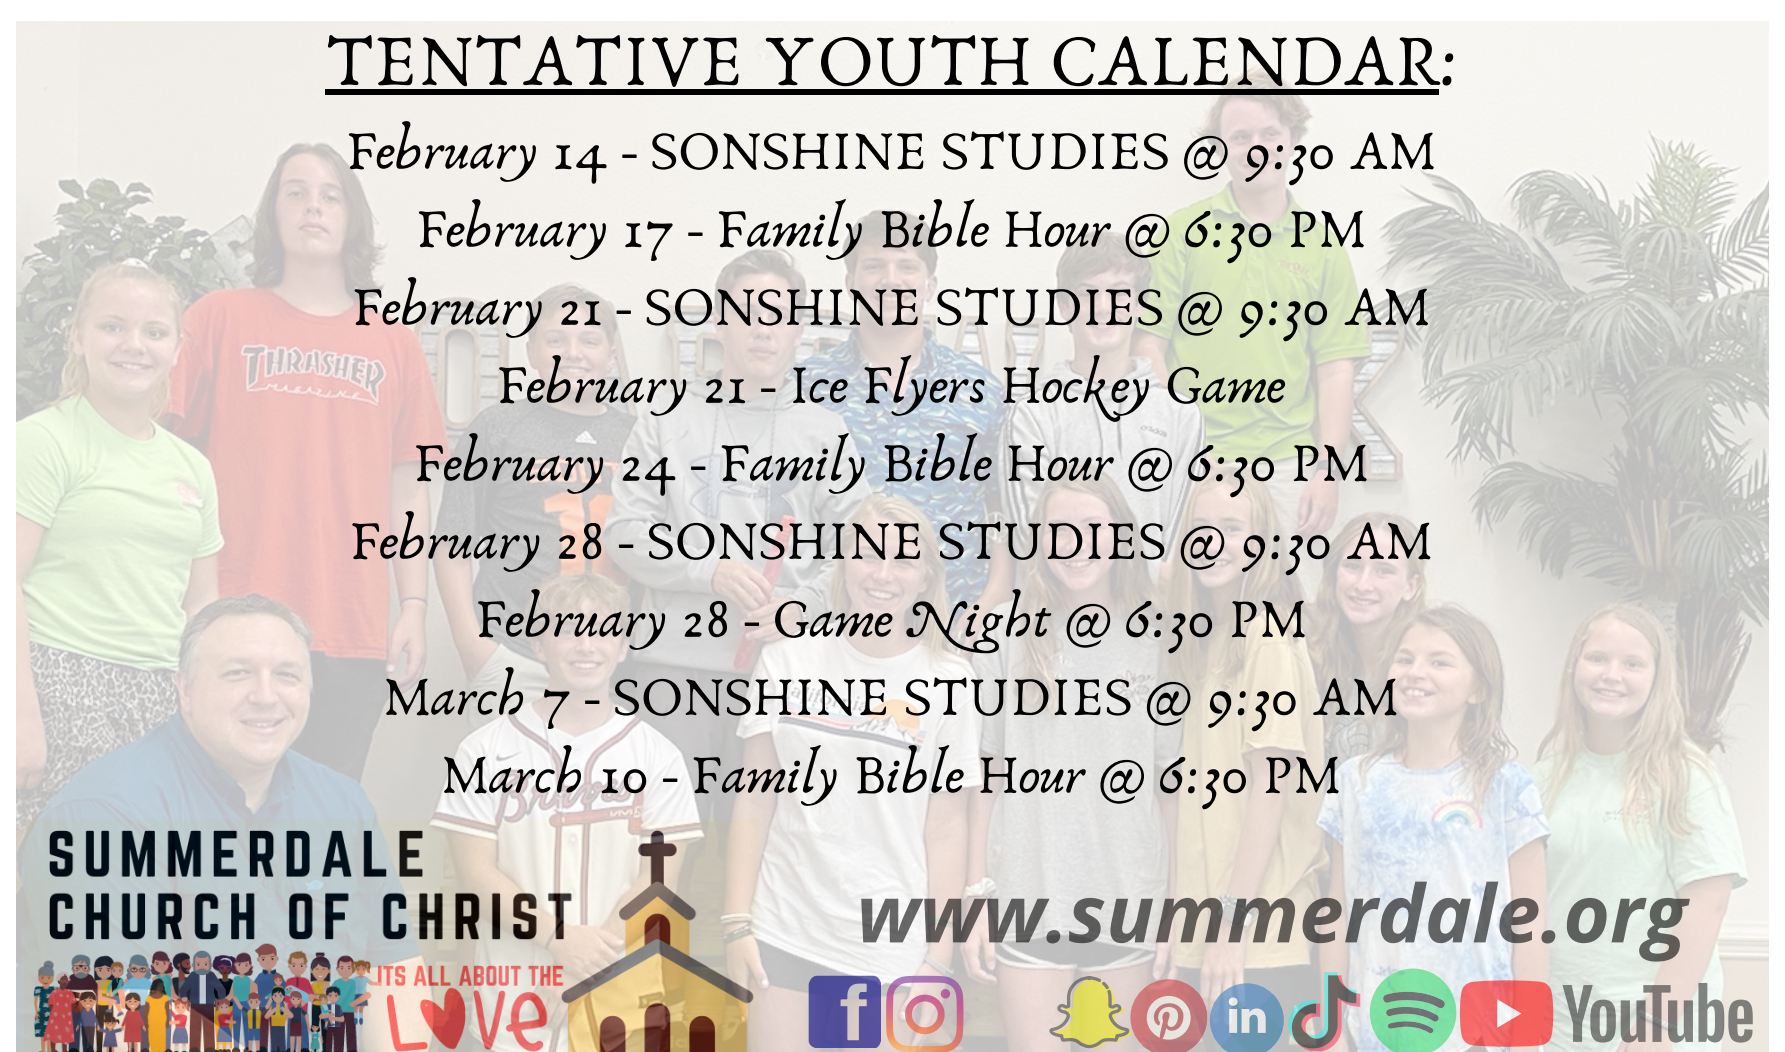 TENTATIVE YOUTH CALENDAR:
February 14 - SONSHINE STUDIES @ 9:30 AM
February 17 - Family Bible Hour @ 6:30 PM
February 21 - SONSHINE STUDIES @ 9:30 AM
February 21 - Ice Flyers Hockey Game
February 24 - Family Bible Hour @ 6:30 PM
February 28 - SONSHINE STUDIES @ 9:30 AM
February 28 - Game Night @ 6:30 PM
March 7 - SONSHINE STUDIES @ 9:30 AM
March 10 - Family Bible Hour @ 6:30 PM
THRASHER
MAGAZINE
adidas
Braves
SUMMERDALE
CHURCH OF CHRIST
ITS ALL ABOUT THE
LOVE
www.summerdale.org
YouTube